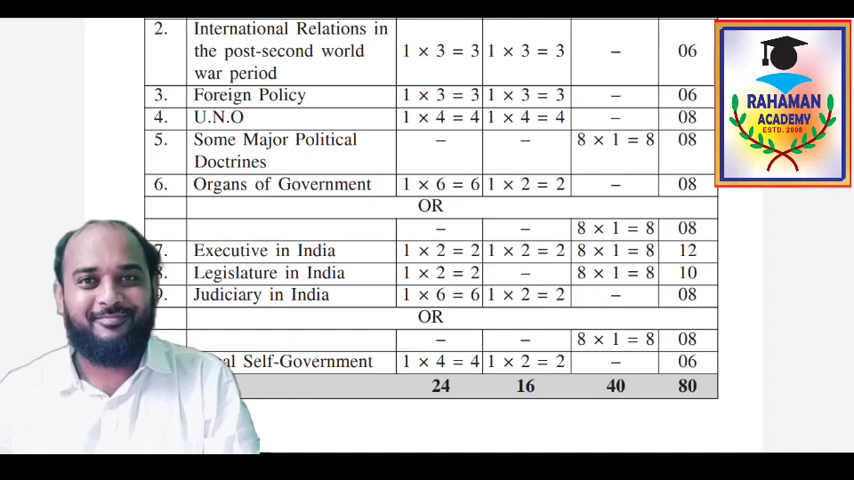 2. International Relations in
the post-second world 1 × 3 = 3 1 × 3 = 3 – 06
war period
3. Foreign Policy 1 × 3 = 3 1 × 3 = 3 – 06
4. U.N.O 1 × 4 = 4 1 × 4 = 4 – 08
5. Some Major Political – – 8 × 1 = 8 08
Doctrines
6. Organs of Government 1 × 6 = 6 1 × 2 = 2 – 08
OR
– – 8 × 1 = 8 08
7. Executive in India 1 × 2 = 2 1 × 2 = 2 8 × 1 = 8 12
8. Legislature in India 1 × 2 = 2 – 8 × 1 = 8 10
9. Judiciary in India 1 × 6 = 6 1 × 2 = 2 – 08
OR
– – 8 × 1 = 8 08
Self-Government 1 × 4 = 4 1 × 2 = 2 – 06
24 16 40 80
RAHAMAN
ACADEMY
ESTD. 2008